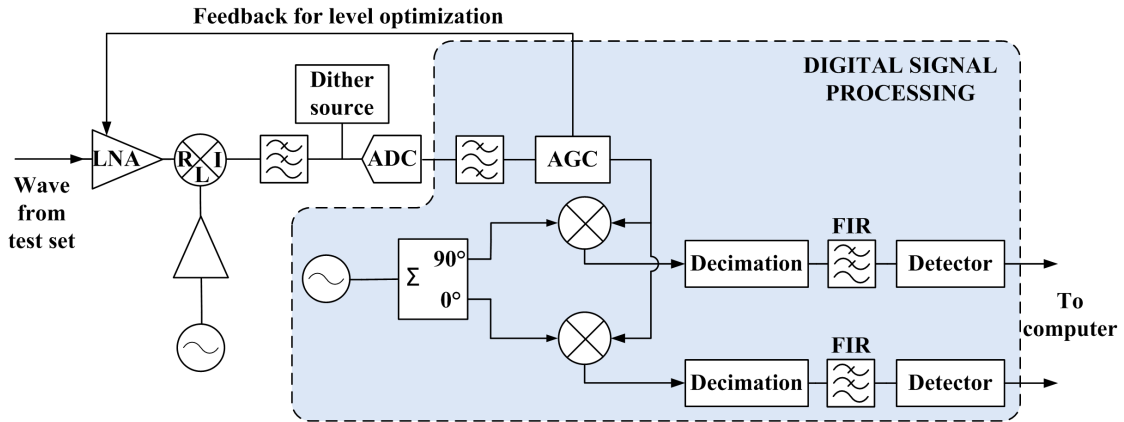 Feedback for level optimization
DIGITAL SIGNAL
PROCESSING
Dither
source
LNA
R
I
L
ADC
AGC
Wave
from
test set
Σ
90°
0°
Decimation
FIR
Detector
To
computer
Decimation
FIR
Detector